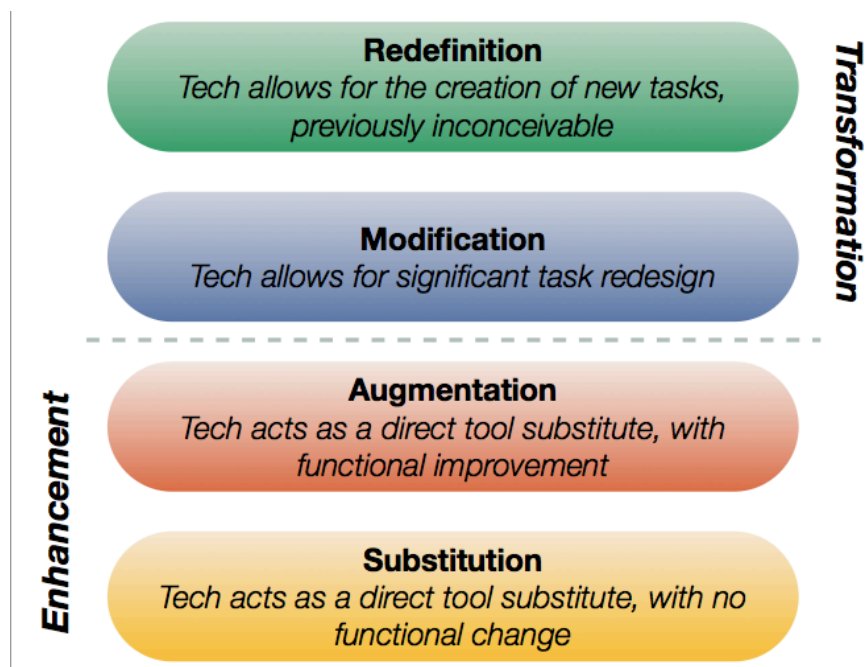 Redefinition
Tech allows for the creation of new tasks,
previously inconceivable
Transformation
Modification
Tech allows for significant task redesign
Augmentation
Tech acts as a direct tool substitute, with
functional improvement
Enhancement
Substitution
Tech acts as a direct tool substitute, with no
functional change